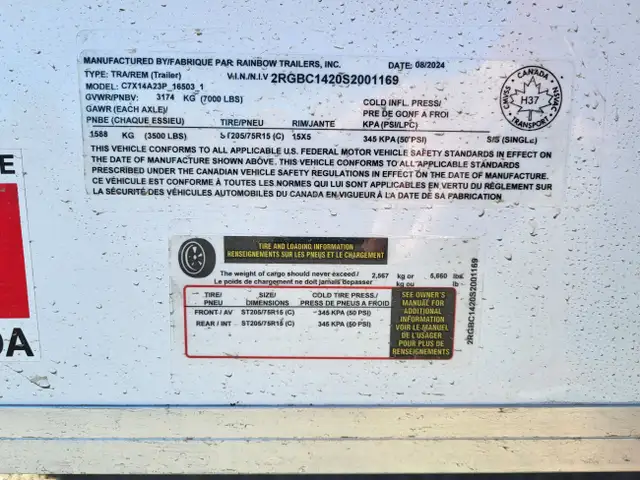 MANUFACTURED BY/FABRIQUE PAR: RAINBOW TRAILERS, INC. DATE: 08/2024
TYPE: TRA/REM (Trailer) V.I.N./N.I.V 2RGBC1420S2001169
MODEL: C7X14A23P_16503_1
GVWR/PNBV: 3174 KG (7000 LBS) COLD INFL. PRESS/
GAWR (EACH AXLE)/ PRE DE GONF A FROI
PNBE (CHAQUE ESSIEU) TIRE/PNEU RIM/JANTE KPA (PSI/LPC)
1588 KG (3500 LBS) ST205/75R15 (C) 15X5 345 KPA (50 PSI) S/S (SINGLE)
THIS VEHICLE CONFORMS TO ALL APPLICABLE U.S. FEDERAL MOTOR VEHICLE SAFETY STANDARDS IN EFFECT ON
THE DATE OF MANUFACTURE SHOWN ABOVE. THIS VEHICLE CONFORMS TO ALL APPLICABLE STANDARDS
PRESCRIBED UNDER THE CANADIAN VEHICLE SAFETY REGULATIONS IN EFFECT ON THE DATE OF MANUFACTURE.
CE VÉHICULE EST CONFORME À TOUTES LES NORMES QUI LUI SONT APPLICABLES EN VERTU DU RÈGLEMENT SUR
LA SÉCURITÉ DES VÉHICULES AUTOMOBILES DU CANADA EN VIGUEUR À LA DATE DE SA FABRICATION
CANADA
CMVSS NVAC
H37
TRANSPORT
E
DA
TIRE AND LOADING INFORMATION
RENSEIGNEMENTS SUR LES PNEUS ET LE CHARGEMENT
The weight of cargo should never exceed / 2,567 kg or 5,660 lbs
Le poids de chargement ne doit jamais depasser kg ou lb
TIRE/ SIZE/ COLD TIRE PRESS/
PNEU DIMENSIONS PRESS DE PNEUS A FROID
FRONT / AV ST205/75R15 (C) 345 KPA (50 PSI)
REAR / INT ST205/75R15 (C) 345 KPA (50 PSI)
SEE OWNER'S
MANUAL FOR
ADDITIONAL
INFORMATION
VOIR LE MANUEL
DE L'USAGER
POUR PLUS DE
RENSEIGNEMENTS
2RGBC1420S2001169